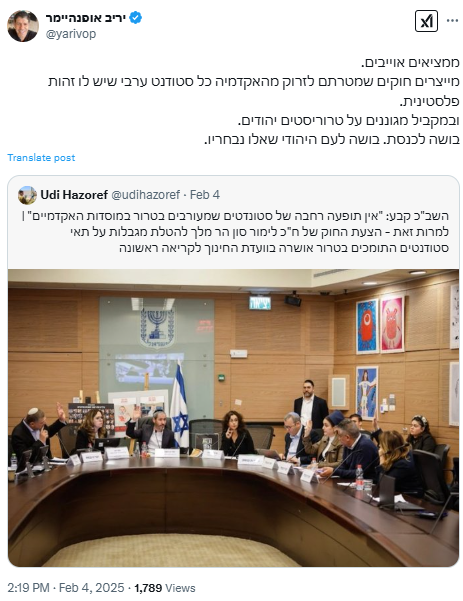 יריב אופנהיימר
@yarivop
ממציאים אוייבים.
מייצרים חוקים שמטרתם לזרוק מהאקדמיה כל סטודנט ערבי שיש לו זהות
פלסטינית.
ובמקביל מגוננים על טרוריסטים יהודים.
בושה לכנסת. בושה לעם היהודי שאלו נבחריו.
Translate post
Udi Hazoref @udihazoref · Feb 4
השב"כ קבע: "אין תופעה רחבה של סטונדטים שמעורבים בטרור במוסדות האקדמיים" |
למרות זאת - הצעת החוק של ח"כ לימור סון הר מלך להטלת מגבלות על תאי
סטודנטים התומכים בטרור אושרה בוועדת החינוך לקריאה ראשונה
2:19 PM · Feb 4, 2025 · 1,789 Views